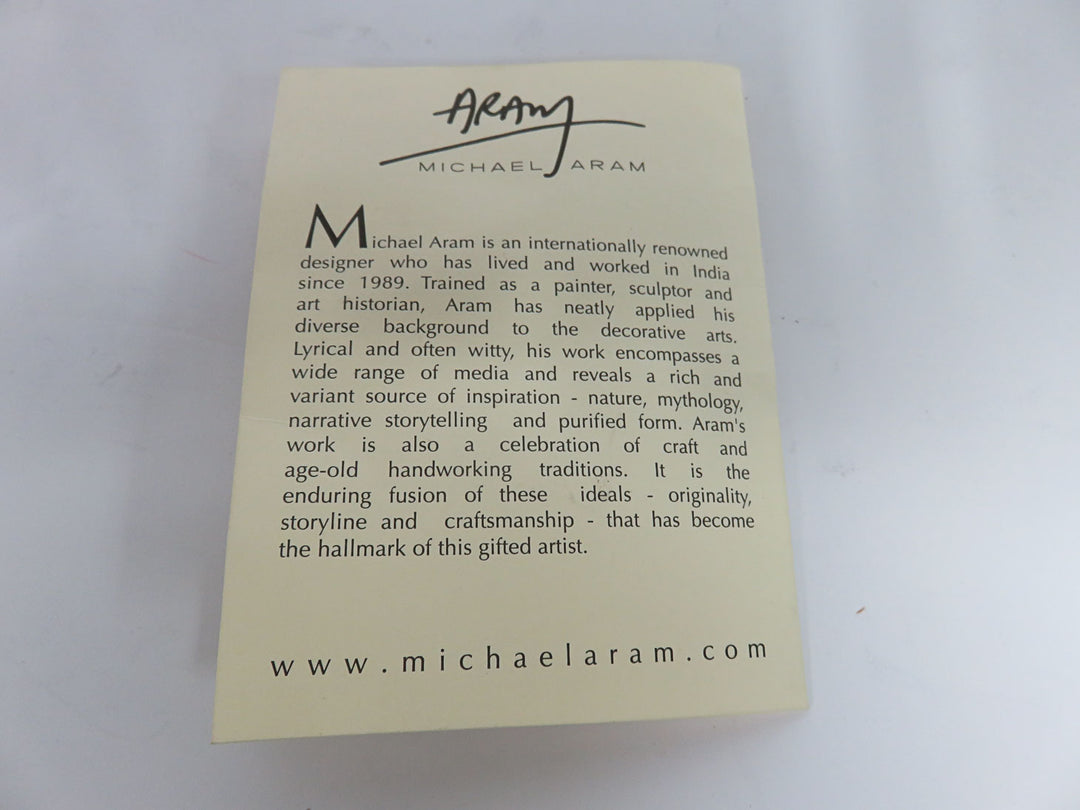 ARAM
MICHAEL ARAM
Michael Aram is an internationally renowned
designer who has lived and worked in India
since 1989. Trained as a painter, sculptor and
art historian, Aram has neatly applied his
diverse background to the decorative arts.
Lyrical and often witty, his work encompasses a
wide range of media and reveals a rich and
variant source of inspiration - nature, mythology,
narrative storytelling and purified form. Aram's
work is also a celebration of craft and
age-old handworking traditions. It is the
enduring fusion of these ideals - originality,
storyline and craftsmanship - that has become
the hallmark of this gifted artist.
www.michaelaram.com